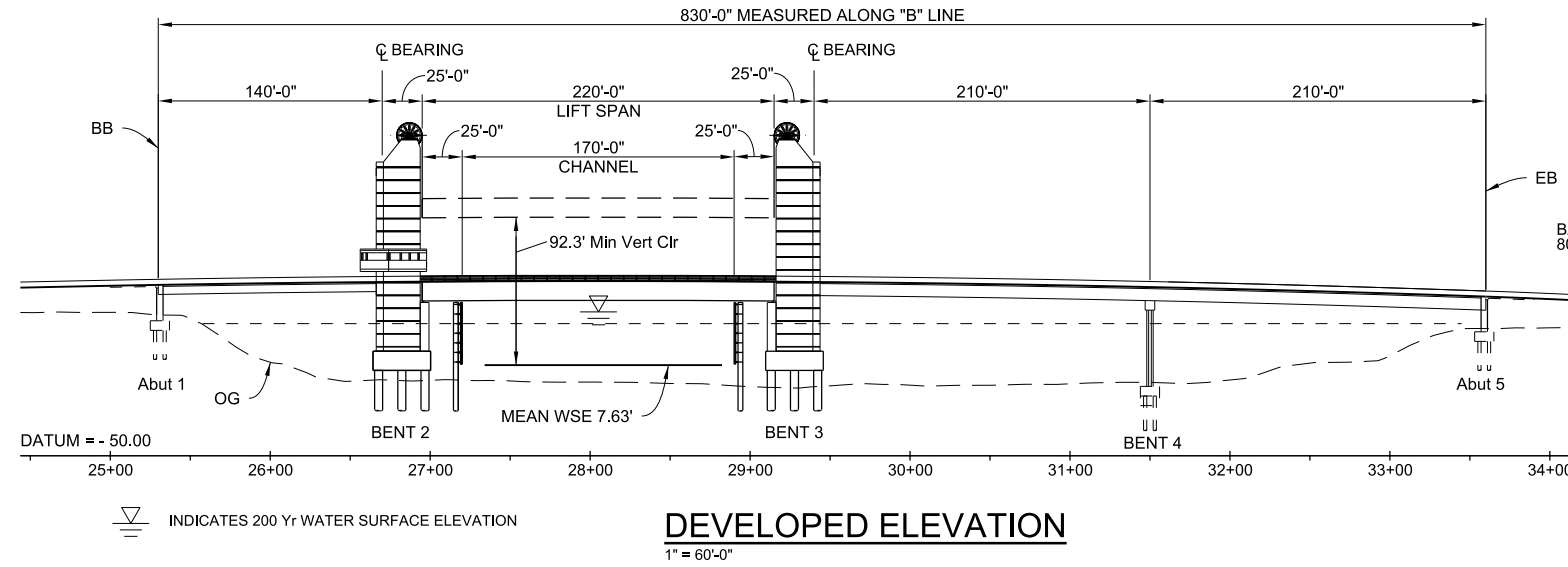 830'-0" MEASURED ALONG "B" LINE
℄ BEARING
℄ BEARING
140'-0"
25'-0"
220'-0"
LIFT SPAN
25'-0"
210'-0"
210'-0"
BB
25'-0"
170'-0"
CHANNEL
25'-0"
EB
92.3' Min Vert Clr
Abut 1
OG
MEAN WSE 7.63'
Abut 5
BENT 2
BENT 3
BENT 4
DATUM = - 50.00
25+00 26+00 27+00 28+00 29+00 30+00 31+00 32+00 33+00 34+00
INDICATES 200 Yr WATER SURFACE ELEVATION
DEVELOPED ELEVATION
1" = 60'-0"